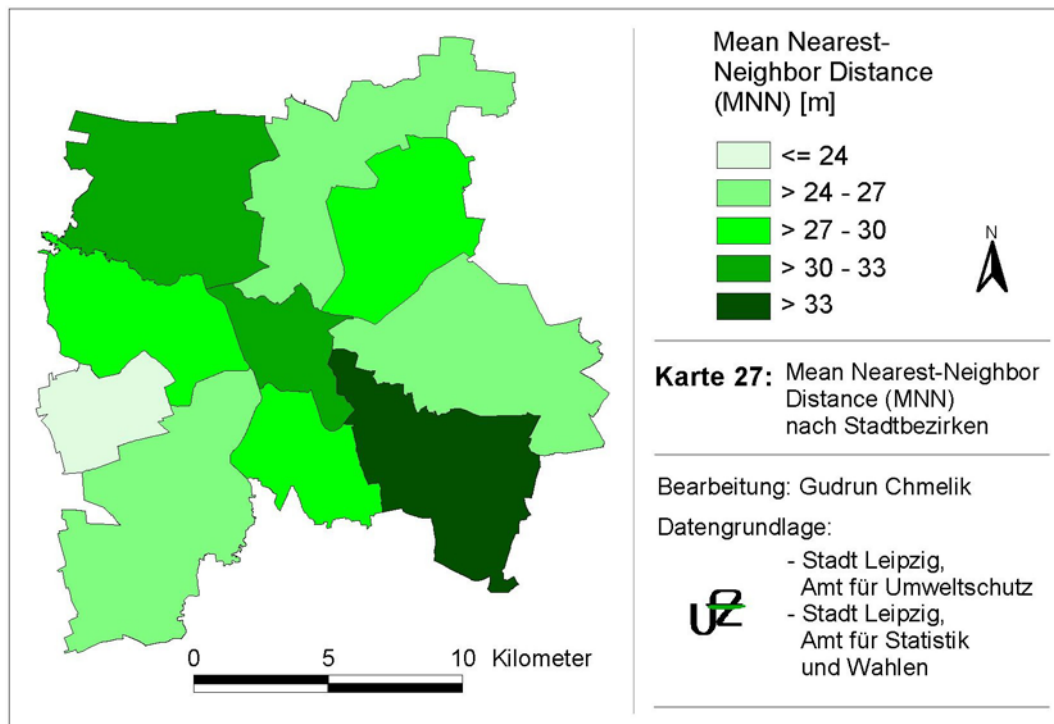 Mean Nearest-
Neighbor Distance
(MNN) [m]
<= 24
> 24 - 27
> 27 - 30
> 30 - 33
> 33
N
Karte 27: Mean Nearest-Neighbor
Distance (MNN)
nach Stadtbezirken
Bearbeitung: Gudrun Chmelik
Datengrundlage:
- Stadt Leipzig,
Amt für Umweltschutz
- Stadt Leipzig,
Amt für Statistik
und Wahlen
UFZ
0 5 10 Kilometer